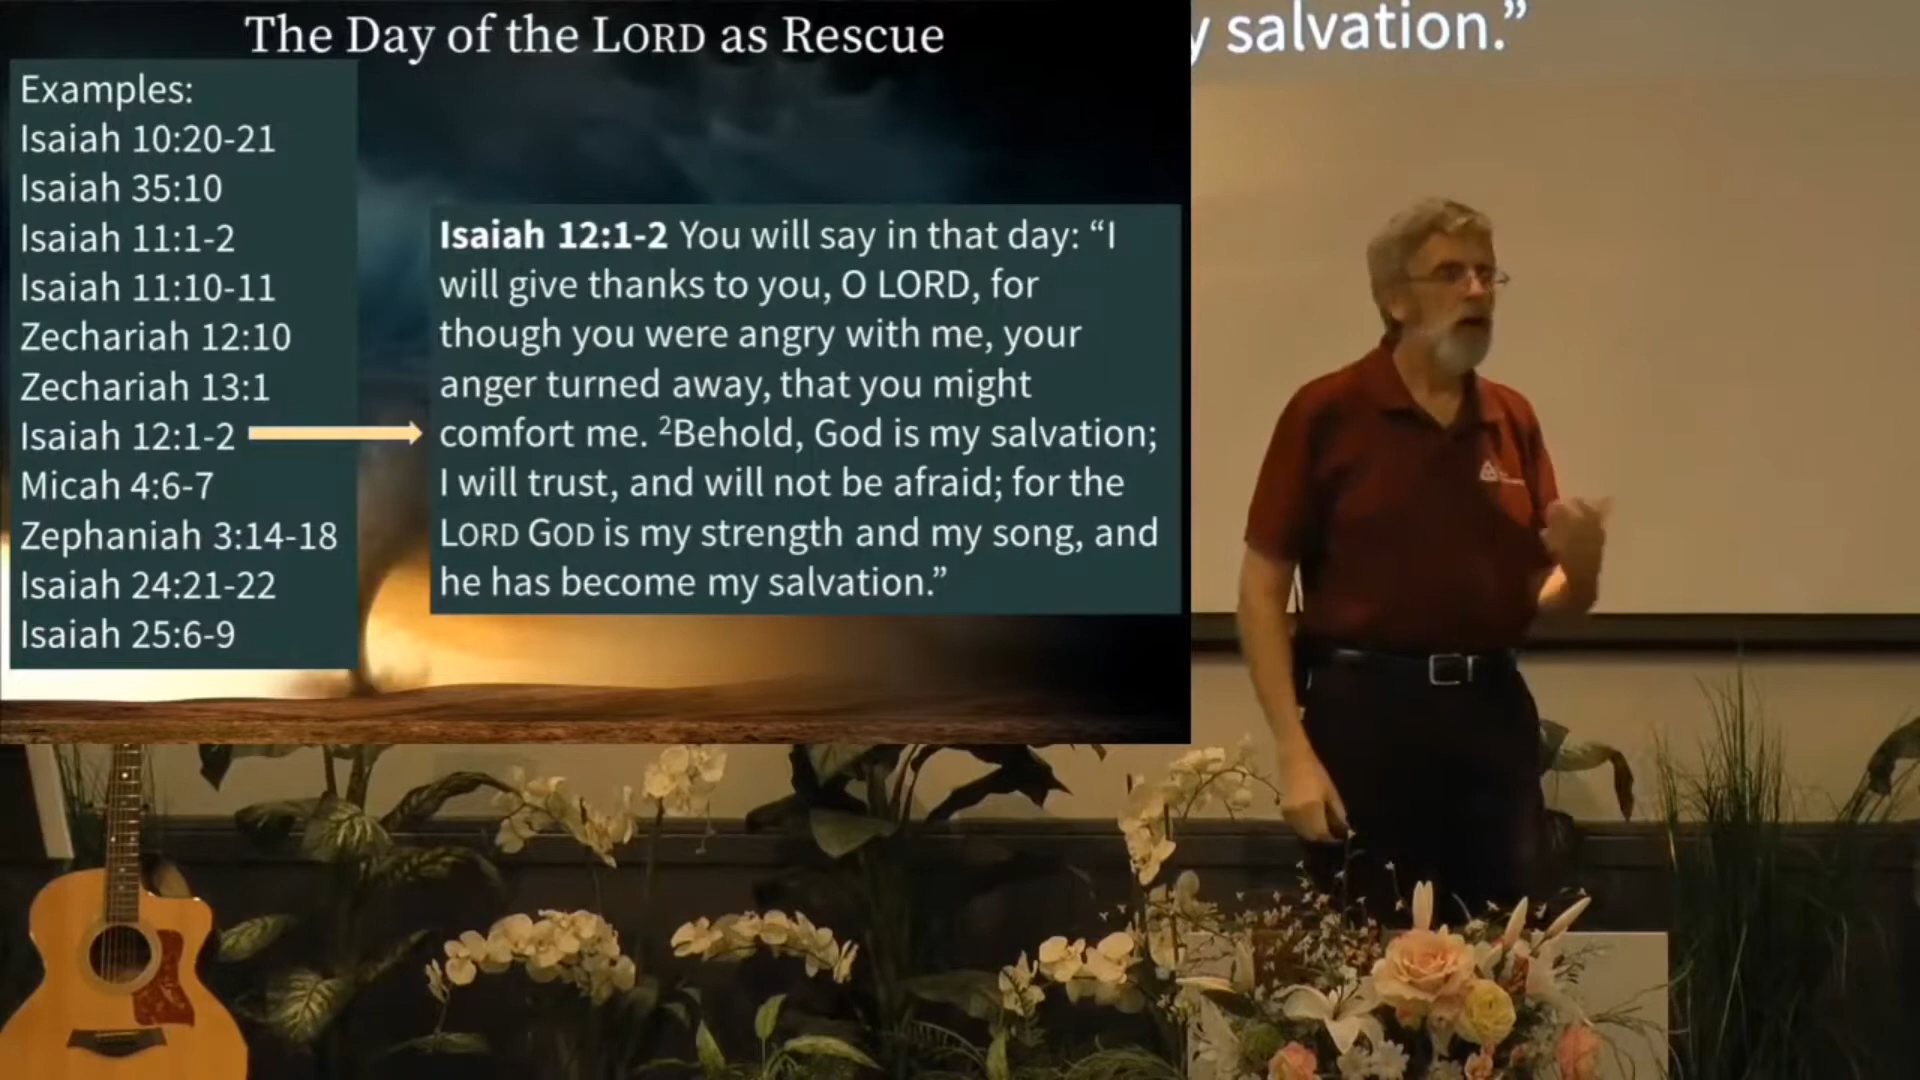 The Day of the LORD as Rescue
y salvation.”
Examples:
Isaiah 10:20-21
Isaiah 35:10
Isaiah 11:1-2
Isaiah 11:10-11
Zechariah 12:10
Zechariah 13:1
Isaiah 12:1-2
Micah 4:6-7
Zephaniah 3:14-18
Isaiah 24:21-22
Isaiah 25:6-9
Isaiah 12:1-2 You will say in that day: “I
will give thanks to you, O LORD, for
though you were angry with me, your
anger turned away, that you might
comfort me. ²Behold, God is my salvation;
I will trust, and will not be afraid; for the
LORD GOD is my strength and my song, and
he has become my salvation.”